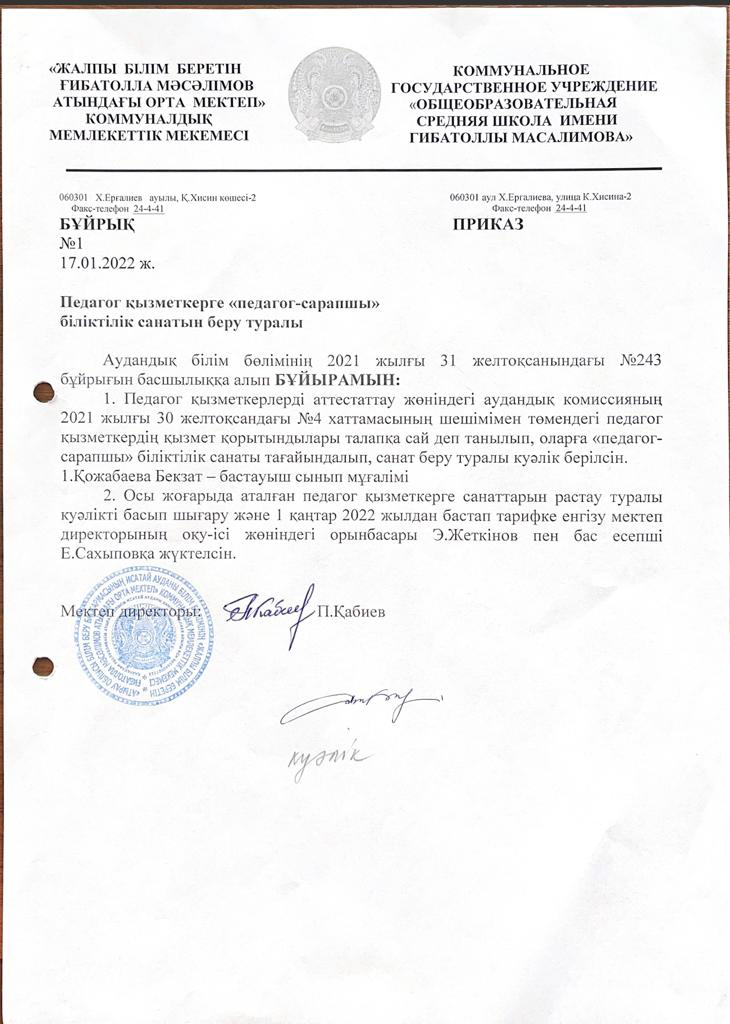 «ЖАЛПЫ БІЛІМ БЕРЕТІН
ҒИБАТОЛЛА МӘСӘЛІМОВ
АТЫНДАҒЫ ОРТА МЕКТЕП»
КОММУНАЛДЫҚ
МЕМЛЕКЕТТІК МЕКЕМЕСІ
КОММУНАЛЬНОЕ
ГОСУДАРСТВЕННОЕ УЧРЕЖДЕНИЕ
«ОБЩЕОБРАЗОВАТЕЛЬНАЯ
СРЕДНЯЯ ШКОЛА ИМЕНИ
ГИБАТОЛЛЫ МАСАЛИМОВА»
060301 Х.Ерғалиев ауылы, Қ.Хисин көшесі-2
Факс-телефон 24-4-41
060301 аул Х.Ергалиева, улица К.Хисина-2
Факс-телефон 24-4-41
БҰЙРЫҚ
ПРИКАЗ
№1
17.01.2022 ж.
Педагог қызметкерге «педагог-сарапшы»
біліктілік санатын беру туралы
Аудандық білім бөлімінің 2021 жылғы 31 желтоқсанындағы №243
бұйрығын басшылыққа алып БҰЙЫРАМЫН:
1. Педагог қызметкерлерді аттестаттау жөніндегі аудандық комиссияның
2021 жылғы 30 желтоқсандағы №4 хаттамасының шешімімен төмендегі педагог
қызметкердің қызмет қорытындылары талапқа сай деп танылып, оларға «педагог-
сарапшы» біліктілік санаты тағайындалып, санат беру туралы куәлік берілсін.
1.Қожабаева Бекзат – бастауыш сынып мұғалімі
2. Осы жоғарыда аталған педагог қызметкерге санаттарын растау туралы
куәлікті басып шығару және 1 қаңтар 2022 жылдан бастап тарифке енгізу мектеп
директорының оқу-ісі жөніндегі орынбасары Э.Жеткінов пен бас есепші
Е.Сахыповқа жүктелсін.
Мектеп директоры: П.Қабиев
куәлік